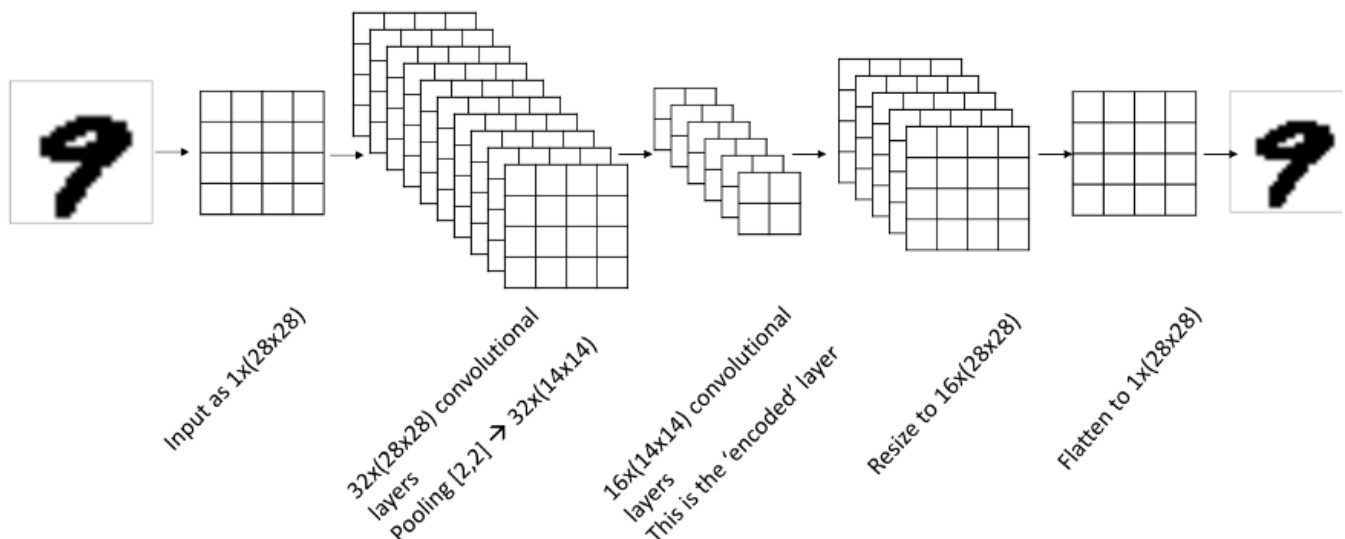 Input as 1x(28x28)
32x(28x28) convolutional
layers
Pooling [2,2] → 32x(14x14)
16x(14x14) convolutional
layers
This is the ‘encoded’ layer
Resize to 16x(28x28)
Flatten to 1x(28x28)